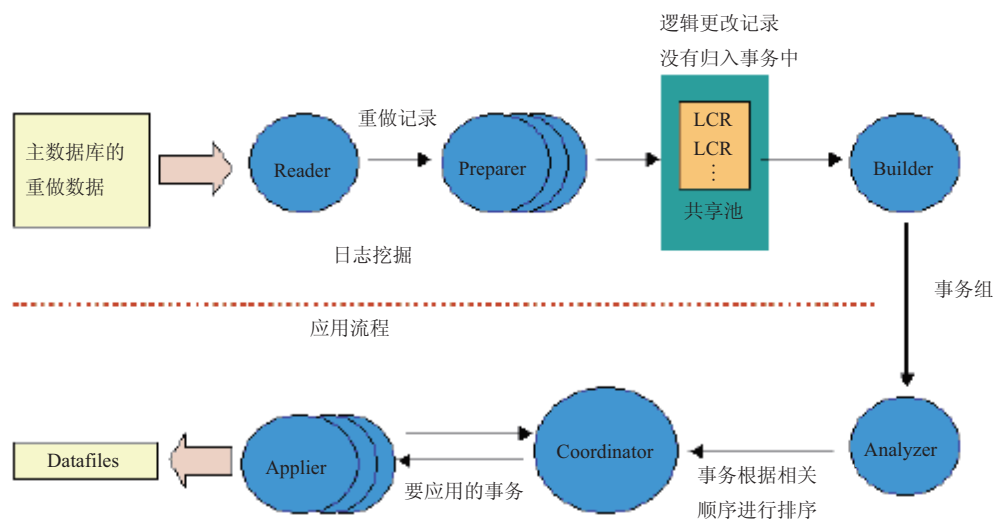 逻辑更改记录
没有归入事务中
主数据库的
重做数据
Reader
重做记录
Preparer
LCR
LCR
⋮
共享池
Builder
日志挖掘
事务组
应用流程
Datafiles
Applier
要应用的事务
Coordinator
事务根据相关
顺序进行排序
Analyzer